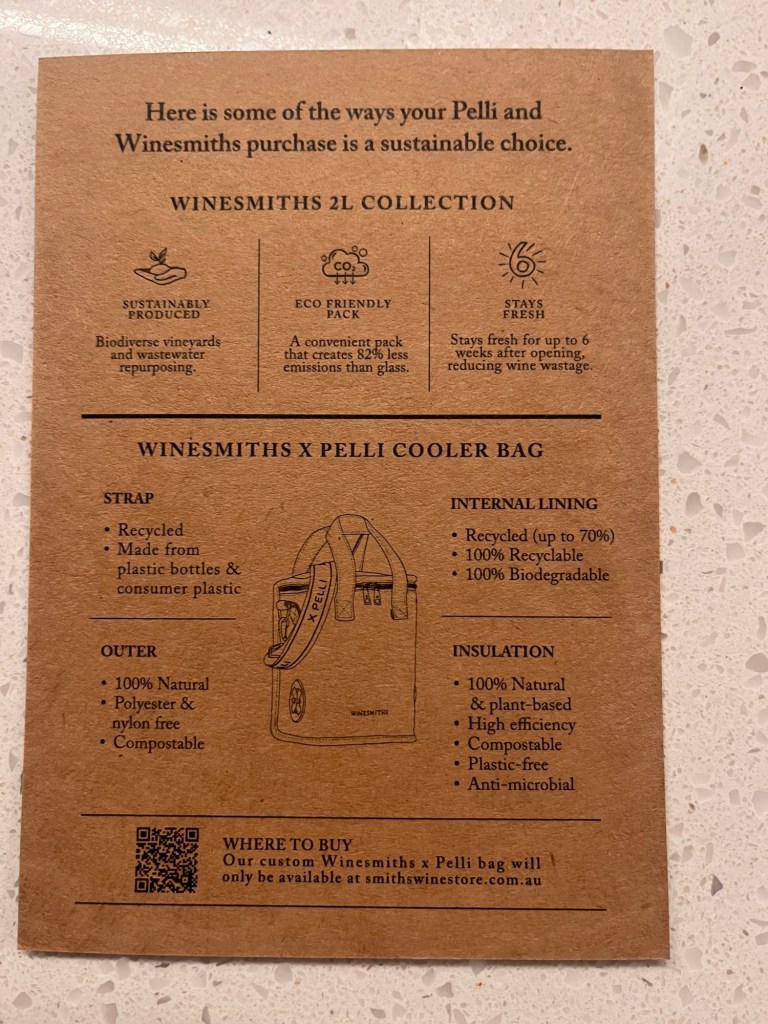 Here is some of the ways your Pelli and
Winesmiths purchase is a sustainable choice.
WINESMITHS 2L COLLECTION
CO₂
6
SUSTAINABLY
PRODUCED
Biodiverse vineyards
and wastewater
repurposing.
ECO FRIENDLY
PACK
A convenient pack
that creates 82% less
emissions than glass.
STAYS
FRESH
Stays fresh for up to 6
weeks after opening,
reducing wine wastage.
WINESMITHS X PELLI COOLER BAG
STRAP
• Recycled
• Made from
plastic bottles &
consumer plastic
OUTER
• 100% Natural
• Polyester &
nylon free
• Compostable
X PELLI
WINESMITHS
INTERNAL LINING
• Recycled (up to 70%)
• 100% Recyclable
• 100% Biodegradable
INSULATION
• 100% Natural
& plant-based
• High efficiency
• Compostable
• Plastic-free
• Anti-microbial
WHERE TO BUY
Our custom Winesmiths x Pelli bag will
only be available at smithswinestore.com.au